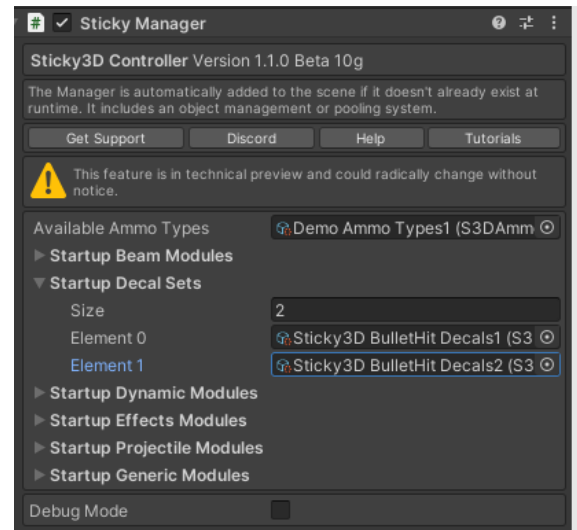 Sticky Manager
Sticky3D Controller Version 1.1.0 Beta 10g
The Manager is automatically added to the scene if it doesn't already exist at
runtime. It includes an object management or pooling system.
Get Support Discord Help Tutorials
This feature is in technical preview and could radically change without
notice.
Available Ammo Types Demo Ammo Types1 (S3DAmm
Startup Beam Modules
Startup Decal Sets
Size 2
Element 0 Sticky3D BulletHit Decals1 (S3
Element 1 Sticky3D BulletHit Decals2 (S3
Startup Dynamic Modules
Startup Effects Modules
Startup Projectile Modules
Startup Generic Modules
Debug Mode